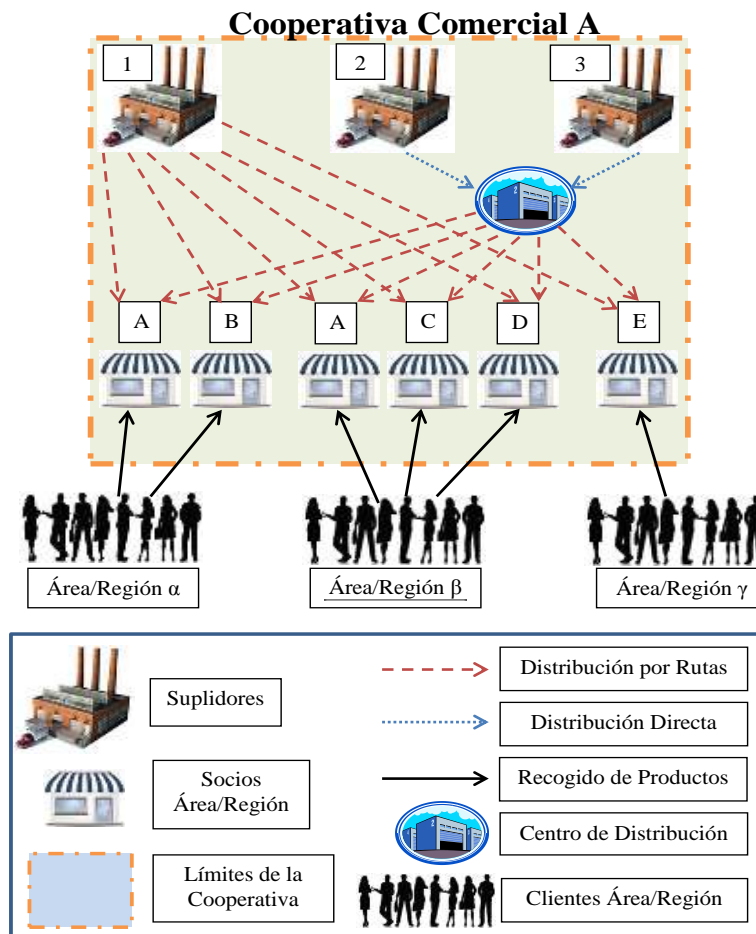 Cooperativa Comercial A
1
2
3
A
B
A
C
D
E
Área/Región α
Área/Región β
Área/Región γ
Suplidores
Distribución por Rutas
Distribución Directa
Socios
Área/Región
Recogido de Productos
Centro de Distribución
Límites de la
Cooperativa
Clientes Área/Región